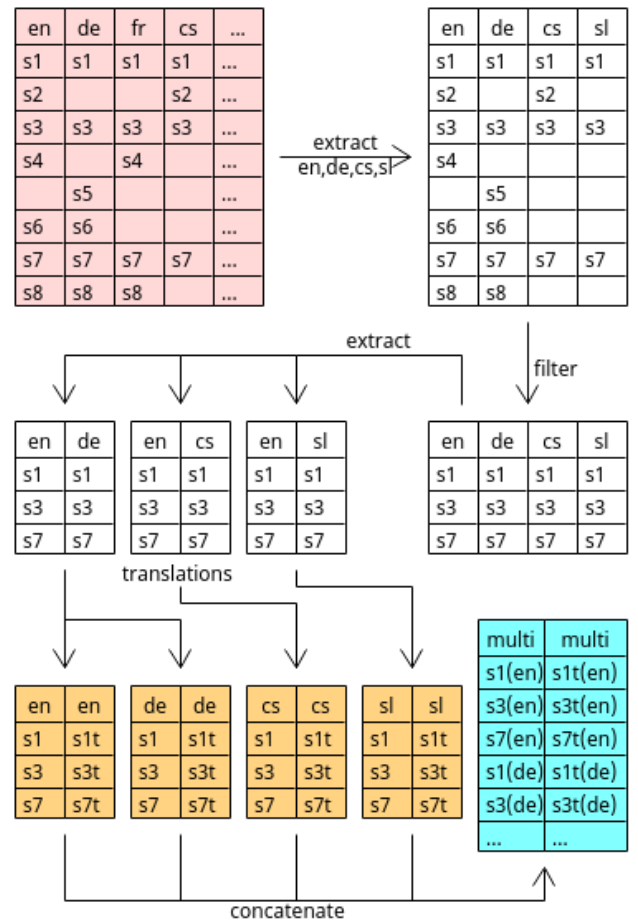 en de fr cs ...
s1 s1 s1 s1 ...
s2 s2 ...
s3 s3 s3 s3 ...
s4 s4 ...
s5 ...
s6 s6 ...
s7 s7 s7 s7 ...
s8 s8 s8 ...
extract
en,de,cs,sl
en de cs sl
s1 s1 s1 s1
s2 s2
s3 s3 s3 s3
s4
s5
s6 s6
s7 s7 s7 s7
s8 s8
filter
extract
en de
s1 s1
s3 s3
s7 s7
en cs
s1 s1
s3 s3
s7 s7
en sl
s1 s1
s3 s3
s7 s7
en de cs sl
s1 s1 s1 s1
s3 s3 s3 s3
s7 s7 s7 s7
translations
en en
s1 s1t
s3 s3t
s7 s7t
de de
s1 s1t
s3 s3t
s7 s7t
cs cs
s1 s1t
s3 s3t
s7 s7t
sl sl
s1 s1t
s3 s3t
s7 s7t
multi multi
s1(en) s1t(en)
s3(en) s3t(en)
s7(en) s7t(en)
s1(de) s1t(de)
s3(de) s3t(de)
... ...
concatenate